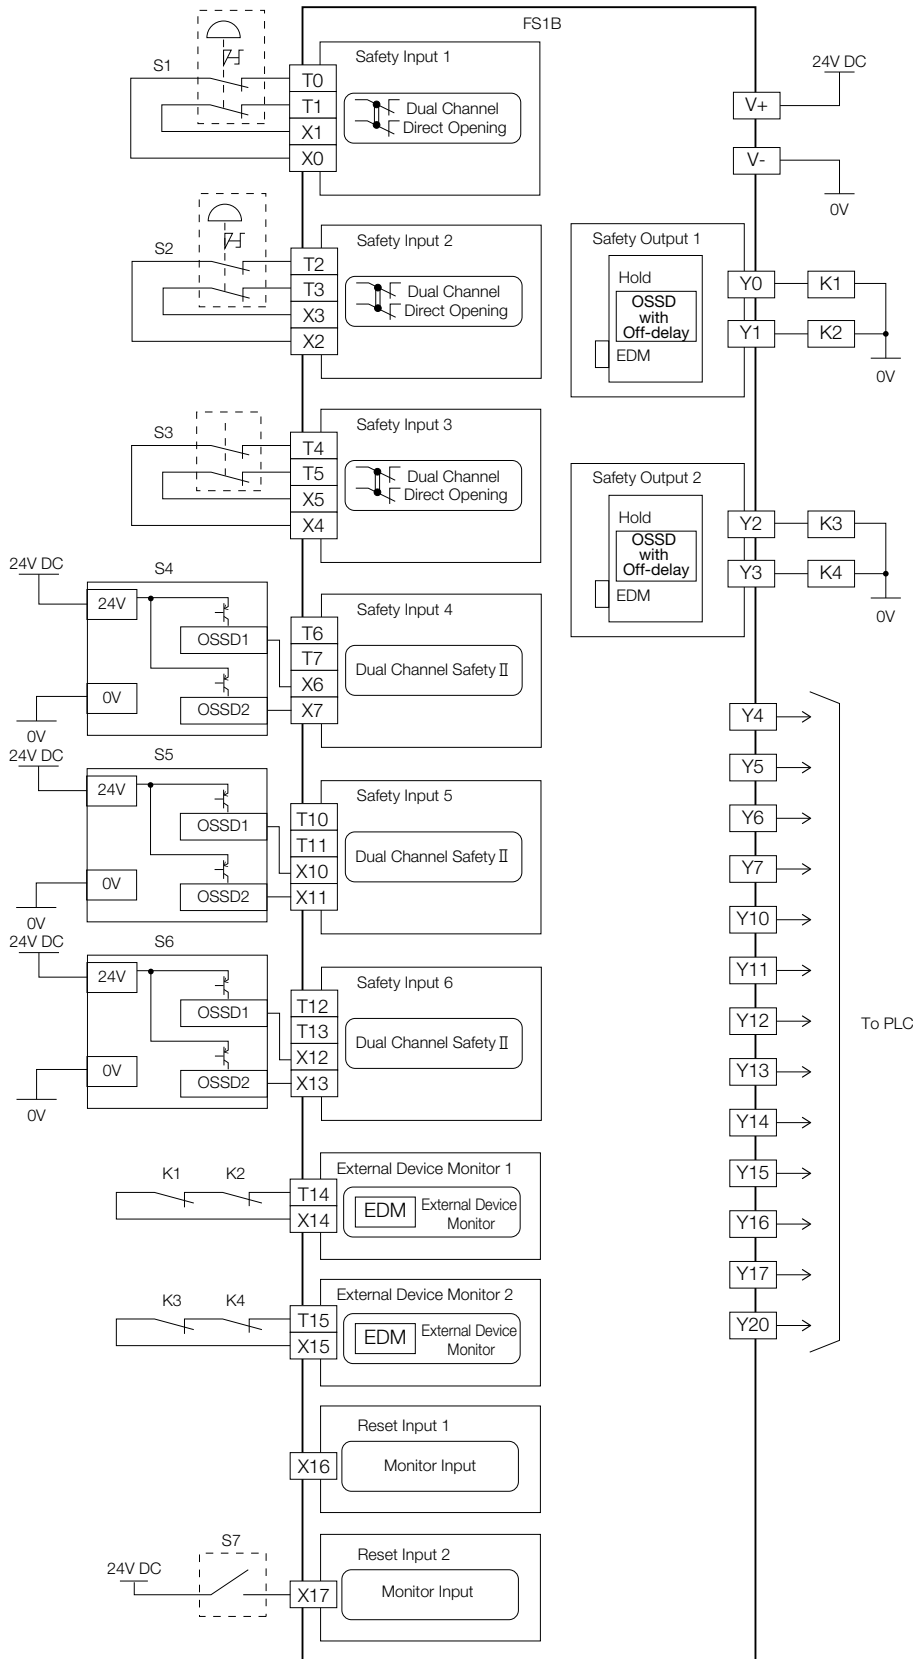 FS1B
S1
T0
T1
X1
X0
Safety Input 1
Dual Channel
Direct Opening
S2
T2
T3
X3
X2
Safety Input 2
Dual Channel
Direct Opening
S3
T4
T5
X5
X4
Safety Input 3
Dual Channel
Direct Opening
24V DC
S4
24V
OSSD1
0V
OSSD2
0V
T6
T7
X6
X7
Safety Input 4
Dual Channel Safety Ⅱ
24V DC
S5
24V
OSSD1
0V
OSSD2
0V
T10
T11
X10
X11
Safety Input 5
Dual Channel Safety Ⅱ
24V DC
S6
24V
OSSD1
0V
OSSD2
0V
T12
T13
X12
X13
Safety Input 6
Dual Channel Safety Ⅱ
K1
K2
T14
X14
External Device Monitor 1
EDM
External Device
Monitor
K3
K4
T15
X15
External Device Monitor 2
EDM
External Device
Monitor
X16
Reset Input 1
Monitor Input
24V DC
S7
X17
Reset Input 2
Monitor Input
24V DC
V+
V-
0V
Safety Output 1
Hold
OSSD
with
Off-delay
EDM
Y0
K1
Y1
K2
0V
Safety Output 2
Hold
OSSD
with
Off-delay
EDM
Y2
K3
Y3
K4
0V
Y4
Y5
Y6
Y7
Y10
Y11
Y12
Y13
Y14
Y15
Y16
Y17
Y20
To PLC